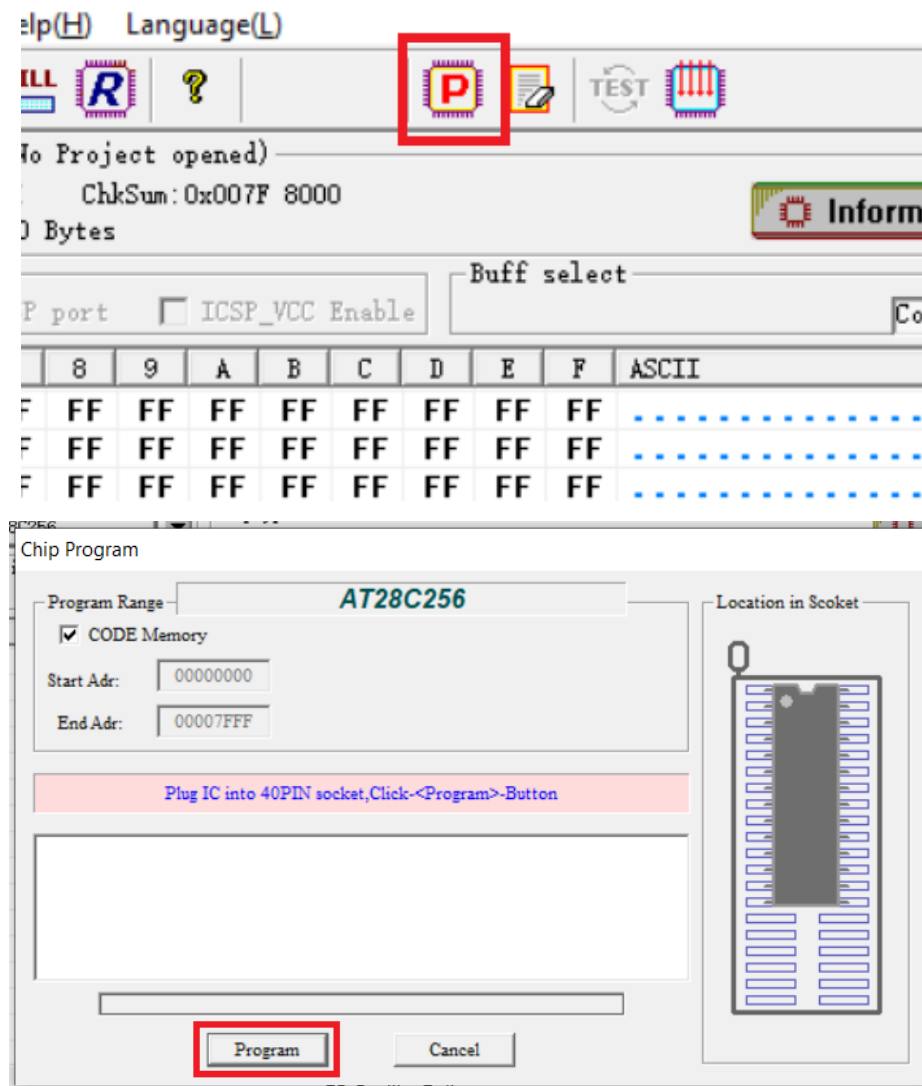 elp(H) Language(L)
ILL R ? P TEST
No Project opened)
ChkSum:0x007F 8000
0 Bytes
Inform
Buff select
P port ICSP_VCC Enable
Co
8 9 A B C D E F ASCII
F FF FF FF FF FF FF FF FF ..............
F FF FF FF FF FF FF FF FF ..............
F FF FF FF FF FF FF FF FF ..............
8C256
Chip Program
Program Range
AT28C256
Location in Scoket
CODE Memory
Start Adr: 00000000
End Adr: 00007FFF
Plug IC into 40PIN socket,Click-<Program>-Button
Program Cancel